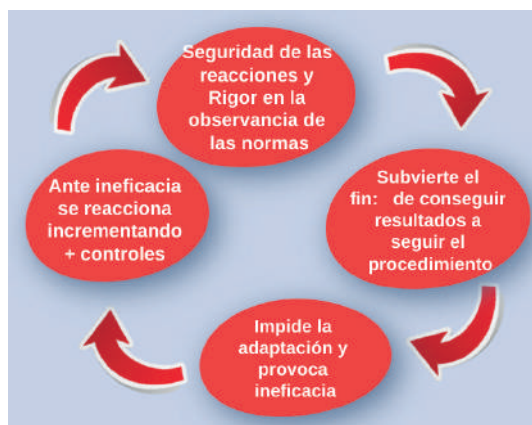 Seguridad de las
reacciones y
Rigor en la
observancia de
las normas
Subvierte el
fin: de conseguir
resultados a
seguir el
procedimiento
Impide la
adaptación y
provoca
ineficacia
Ante ineficacia
se reacciona
incrementando
+ controles